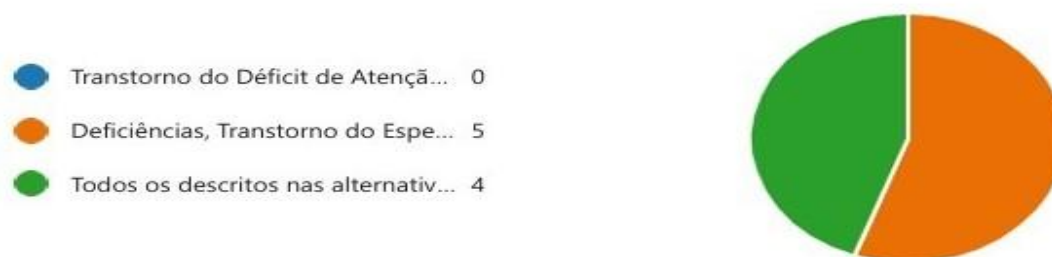 Transtorno do Déficit de Atençã... 0
Deficiências, Transtorno do Espe... 5
Todos os descritos nas alternativ... 4